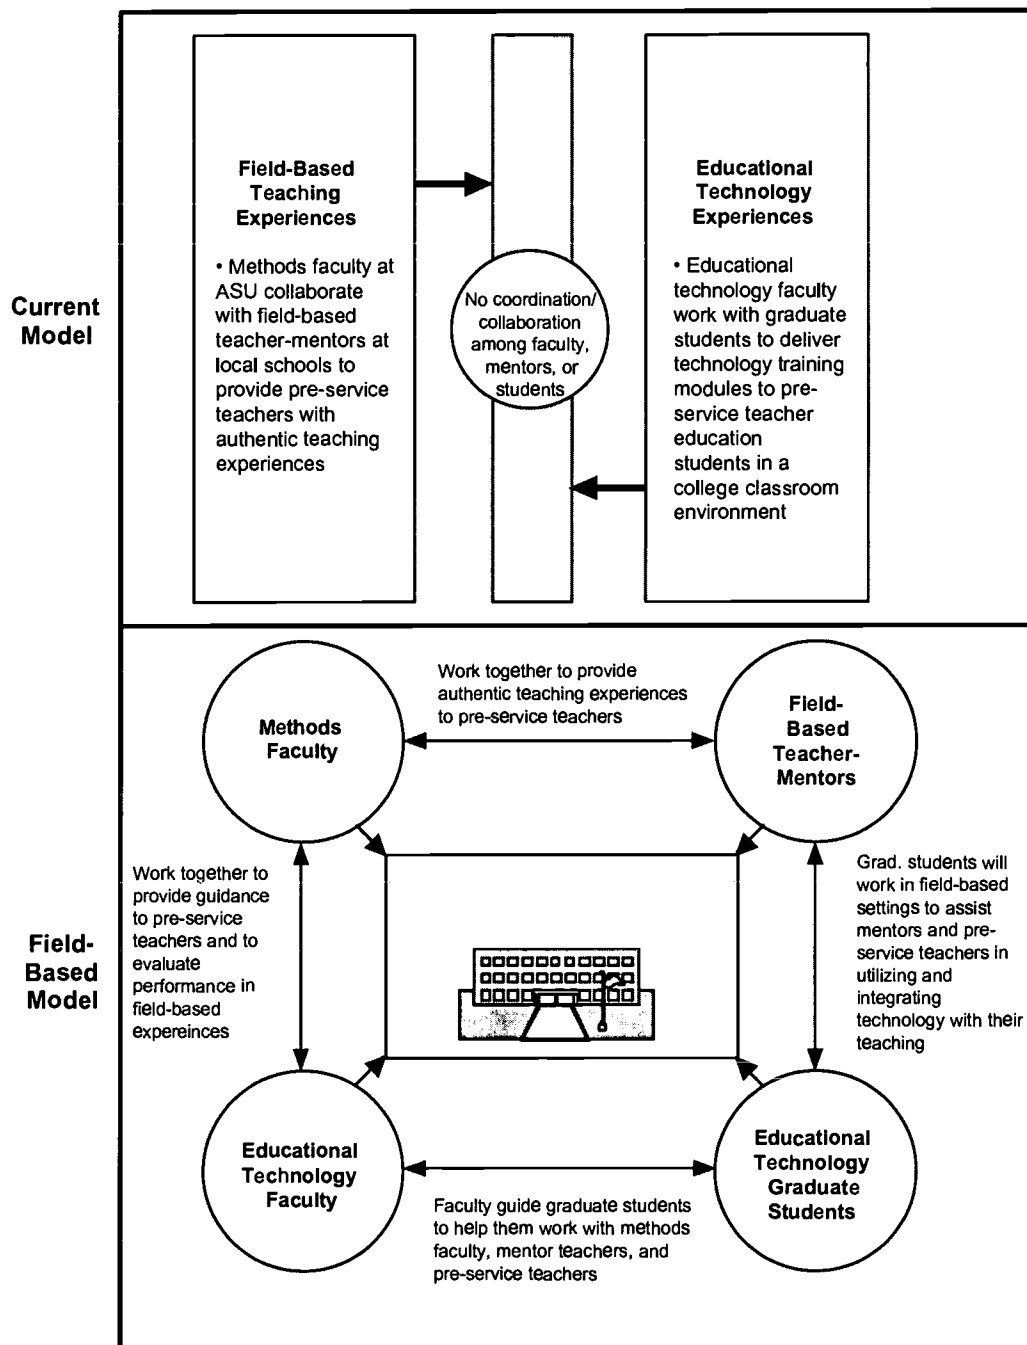 Current
Model
Field-Based
Teaching
Experiences
• Methods faculty at
ASU collaborate
with field-based
teacher-mentors at
local schools to
provide pre-service
teachers with
authentic teaching
experiences
No coordination/
collaboration
among faculty,
mentors, or
students
Educational
Technology
Experiences
• Educational
technology faculty
work with graduate
students to deliver
technology training
modules to pre-
service teacher
education
students in a
college classroom
environment
Field-
Based
Model
Methods
Faculty
Work together to provide
authentic teaching experiences
to pre-service teachers
Field-
Based
Teacher-
Mentors
Work together to
provide guidance
to pre-service
teachers and to
evaluate
performance in
field-based
expereinces
Grad. students will
work in field-based
settings to assist
mentors and pre-
service teachers in
utilizing and
integrating
technology with their
teaching
Educational
Technology
Faculty
Faculty guide graduate students
to help them work with methods
faculty, mentor teachers, and
pre-service teachers
Educational
Technology
Graduate
Students